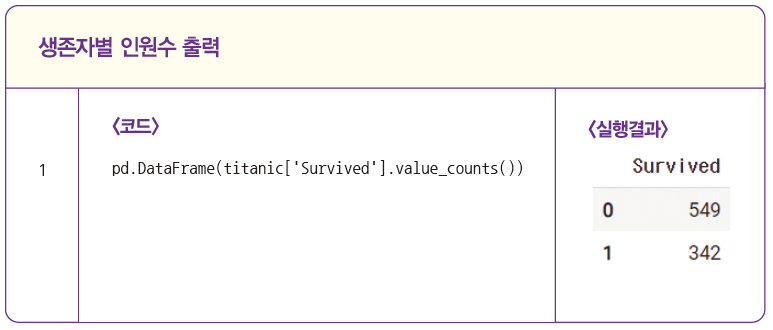 생존자별 인원수 출력
<코드>
1
pd.DataFrame(titanic['Survived'].value_counts())
<실행결과>
Survived
0 549
1 342